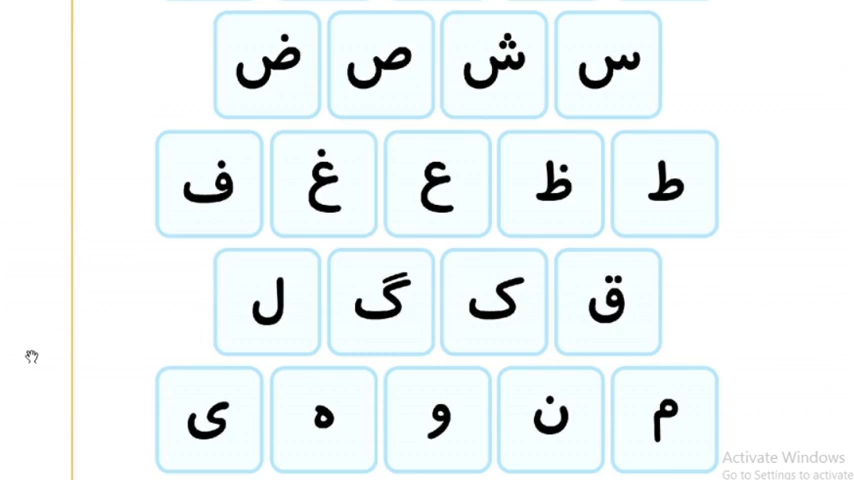 س ش ص ض
ط ظ ع غ ف
ق ک گ ل
م ن و ه ی
Activate Windows
Go to Settings to activate